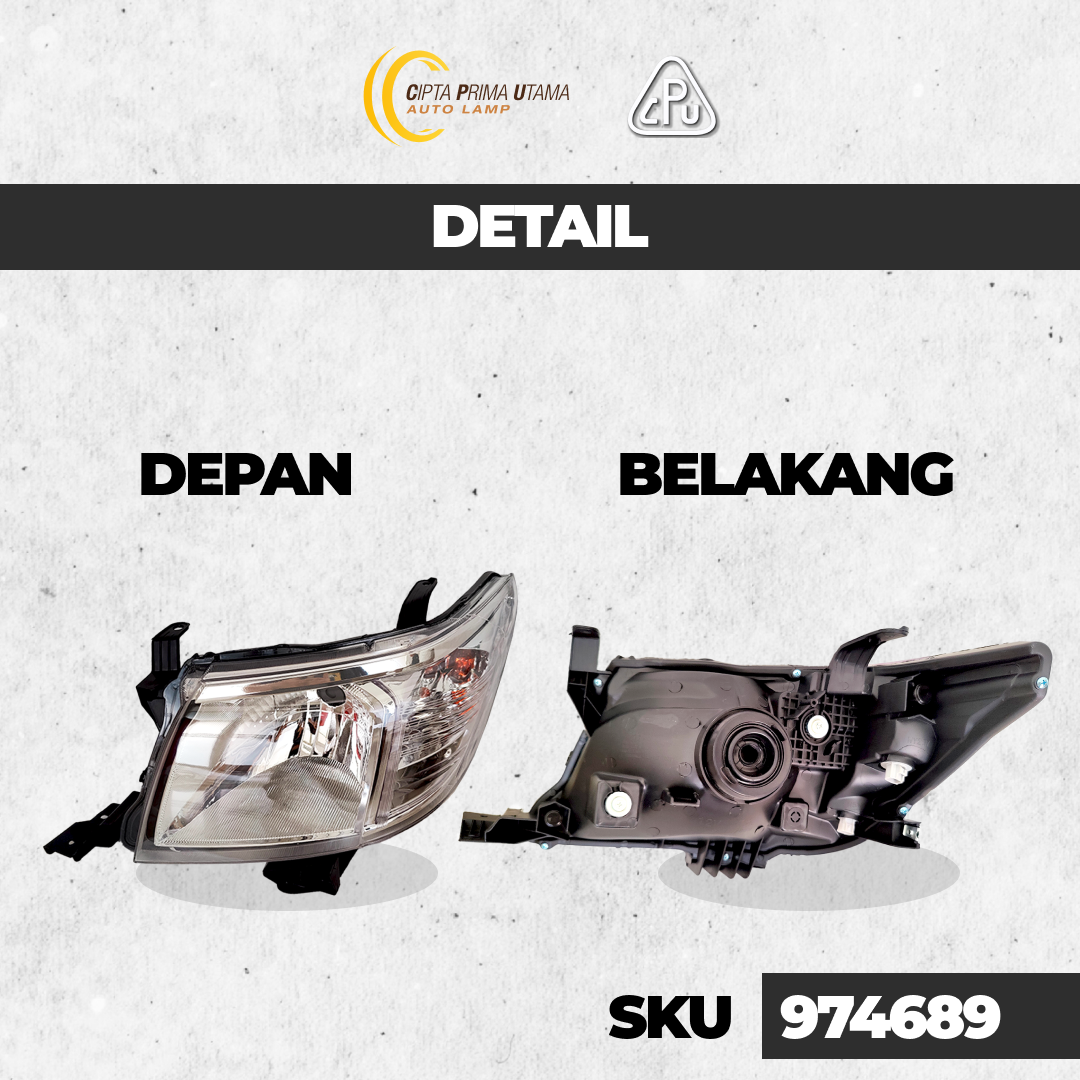 CIPTA PRIMA UTAMA
AUTO LAMP
CPU
DETAIL
DEPAN
BELAKANG
SKU 974689